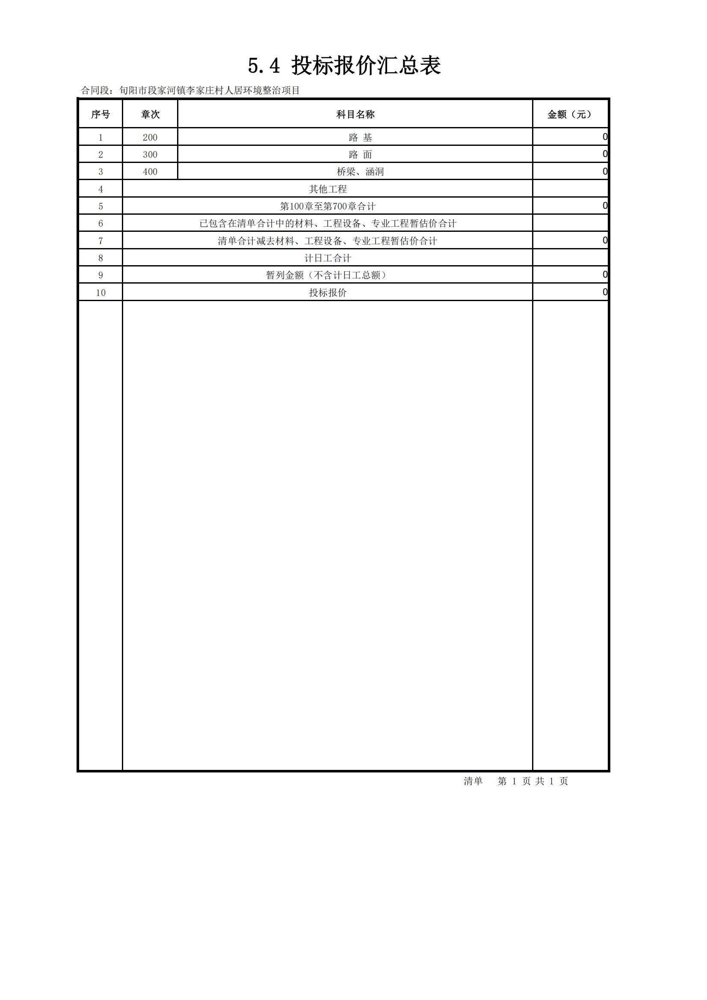 5.4 投标报价汇总表
合同段：旬阳市段家河镇李家庄村人居环境整治项目
序号 章次 科目名称 金额（元）
1 200 路 基 0
2 300 路 面 0
3 400 桥梁、涵洞 0
4 其他工程
5 第100章至第700章合计 0
6 已包含在清单合计中的材料、工程设备、专业工程暂估价合计
7 清单合计减去材料、工程设备、专业工程暂估价合计 0
8 计日工合计
9 暂列金额（不含计日工总额） 0
10 投标报价 0
清单 第 1 页 共 1 页